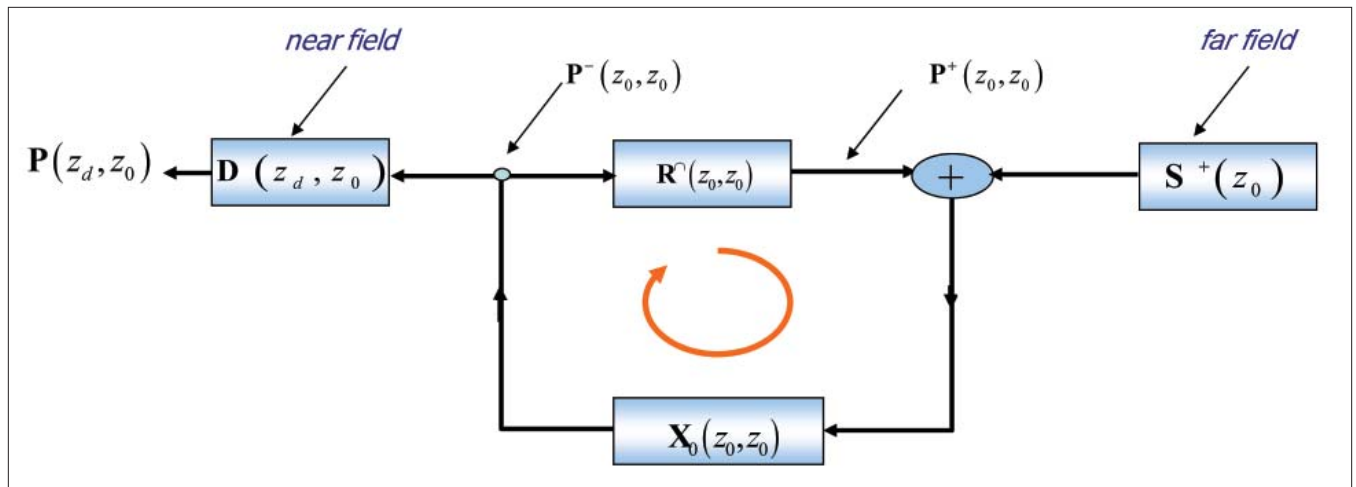 near field
far field
P⁻(z₀,z₀)
P⁺(z₀,z₀)
P(z_d,z₀)
D (z_d,z₀)
R^∩(z₀,z₀)
+
S⁺(z₀)
X₀(z₀,z₀)